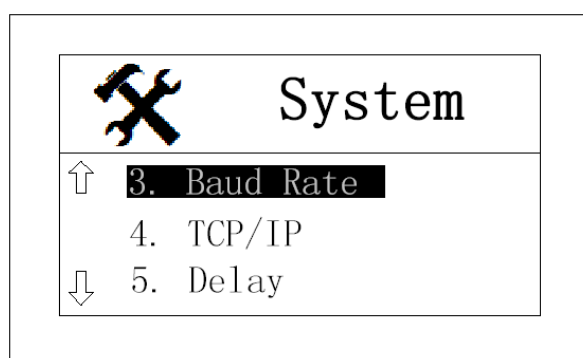 System
3. Baud Rate
4. TCP/IP
5. Delay